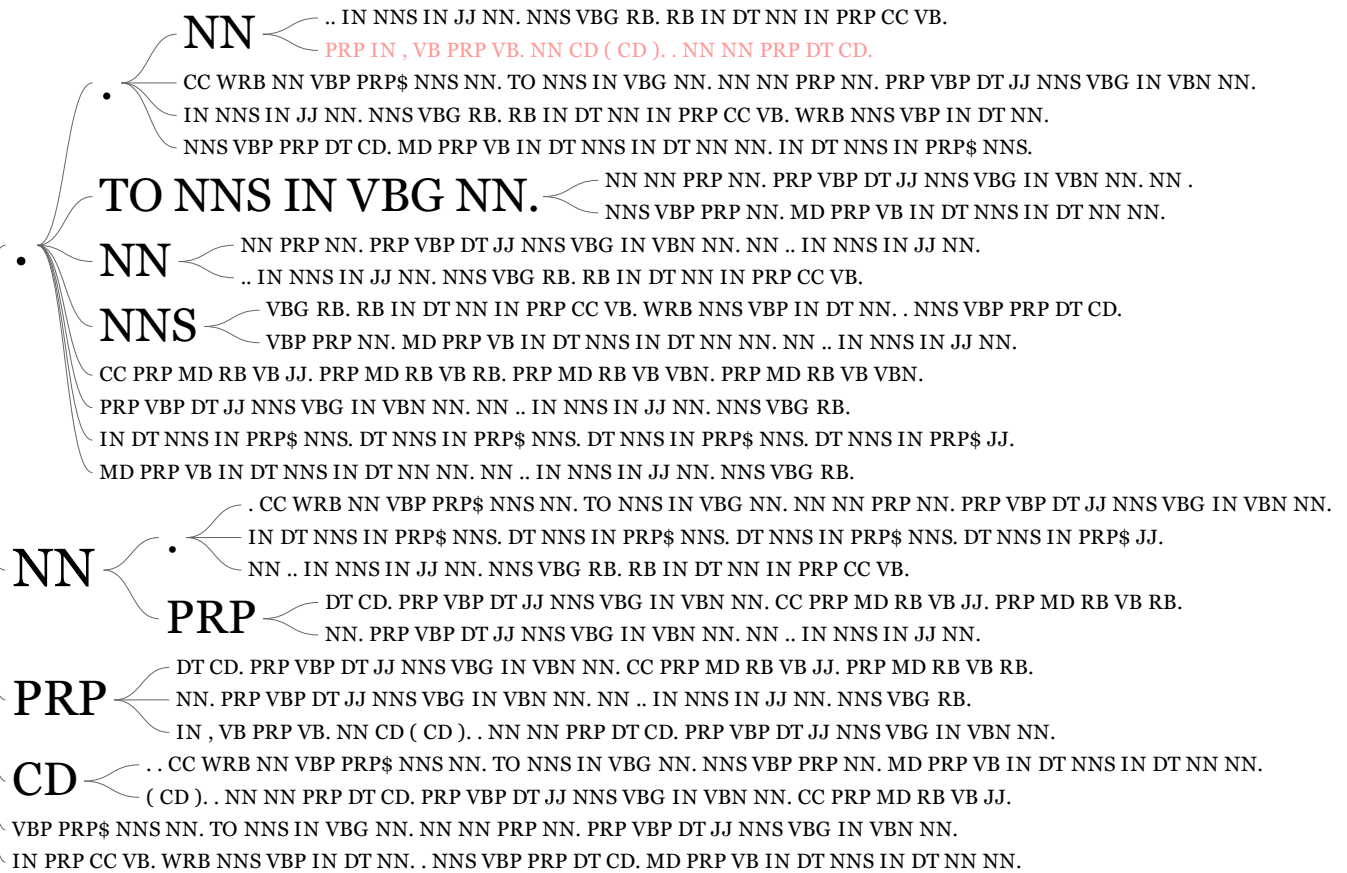 NN
.. IN NNS IN JJ NN. NNS VBG RB. RB IN DT NN IN PRP CC VB.
PRP IN , VB PRP VB. NN CD ( CD ). . NN NN PRP DT CD.
.
CC WRB NN VBP PRP$ NNS NN. TO NNS IN VBG NN. NN NN PRP NN. PRP VBP DT JJ NNS VBG IN VBN NN.
IN NNS IN JJ NN. NNS VBG RB. RB IN DT NN IN PRP CC VB. WRB NNS VBP IN DT NN.
NNS VBP PRP DT CD. MD PRP VB IN DT NNS IN DT NN NN. IN DT NNS IN PRP$ NNS.
TO NNS IN VBG NN.
NN NN PRP NN. PRP VBP DT JJ NNS VBG IN VBN NN. NN .
NNS VBP PRP NN. MD PRP VB IN DT NNS IN DT NN NN.
.
NN
NN PRP NN. PRP VBP DT JJ NNS VBG IN VBN NN. NN .. IN NNS IN JJ NN.
.. IN NNS IN JJ NN. NNS VBG RB. RB IN DT NN IN PRP CC VB.
NNS
VBG RB. RB IN DT NN IN PRP CC VB. WRB NNS VBP IN DT NN. . NNS VBP PRP DT CD.
VBP PRP NN. MD PRP VB IN DT NNS IN DT NN NN. NN .. IN NNS IN JJ NN.
CC PRP MD RB VB JJ. PRP MD RB VB RB. PRP MD RB VB VBN. PRP MD RB VB VBN.
PRP VBP DT JJ NNS VBG IN VBN NN. NN .. IN NNS IN JJ NN. NNS VBG RB.
IN DT NNS IN PRP$ NNS. DT NNS IN PRP$ NNS. DT NNS IN PRP$ NNS. DT NNS IN PRP$ JJ.
MD PRP VB IN DT NNS IN DT NN NN. NN .. IN NNS IN JJ NN. NNS VBG RB.
NN
.
. CC WRB NN VBP PRP$ NNS NN. TO NNS IN VBG NN. NN NN PRP NN. PRP VBP DT JJ NNS VBG IN VBN NN.
IN DT NNS IN PRP$ NNS. DT NNS IN PRP$ NNS. DT NNS IN PRP$ NNS. DT NNS IN PRP$ JJ.
NN .. IN NNS IN JJ NN. NNS VBG RB. RB IN DT NN IN PRP CC VB.
PRP
DT CD. PRP VBP DT JJ NNS VBG IN VBN NN. CC PRP MD RB VB JJ. PRP MD RB VB RB.
NN. PRP VBP DT JJ NNS VBG IN VBN NN. NN .. IN NNS IN JJ NN.
PRP
DT CD. PRP VBP DT JJ NNS VBG IN VBN NN. CC PRP MD RB VB JJ. PRP MD RB VB RB.
NN. PRP VBP DT JJ NNS VBG IN VBN NN. NN .. IN NNS IN JJ NN. NNS VBG RB.
IN , VB PRP VB. NN CD ( CD ). . NN NN PRP DT CD. PRP VBP DT JJ NNS VBG IN VBN NN.
CD
. . CC WRB NN VBP PRP$ NNS NN. TO NNS IN VBG NN. NNS VBP PRP NN. MD PRP VB IN DT NNS IN DT NN NN.
( CD ). . NN NN PRP DT CD. PRP VBP DT JJ NNS VBG IN VBN NN. CC PRP MD RB VB JJ.
VBP PRP$ NNS NN. TO NNS IN VBG NN. NN NN PRP NN. PRP VBP DT JJ NNS VBG IN VBN NN.
IN PRP CC VB. WRB NNS VBP IN DT NN. . NNS VBP PRP DT CD. MD PRP VB IN DT NNS IN DT NN NN.